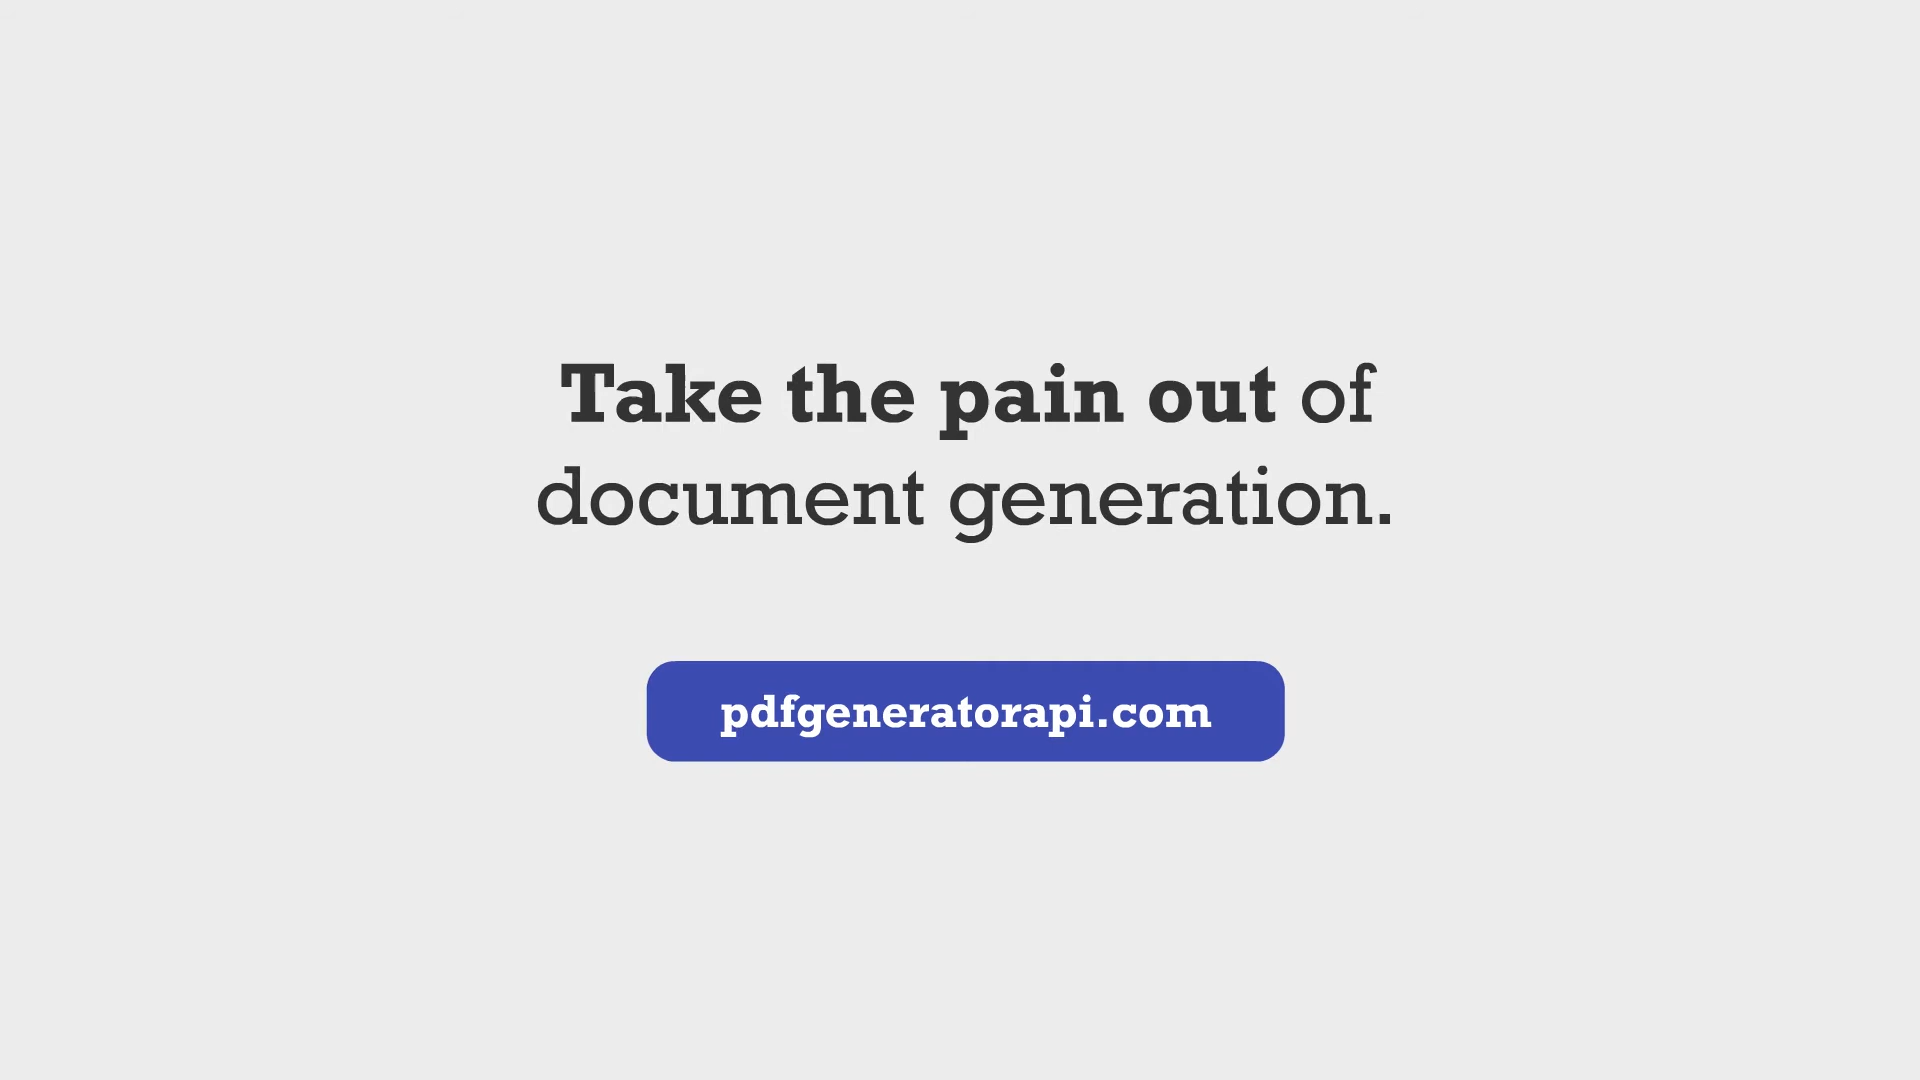 Take the pain out of
document generation.
pdfgeneratorapi.com